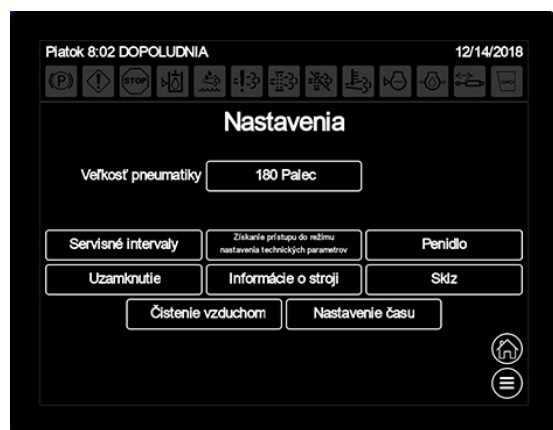 Piatok 8:02 DOPOLUDNIA 12/14/2018
P STOP
Nastavenia
Veľkosť pneumatiky 180 Palec
Servisné intervaly Získanie prístupu do režimu nastavenia technických parametrov Penidlo
Uzamknutie Informácie o stroji Sklz
Čistenie vzduchom Nastavenie času